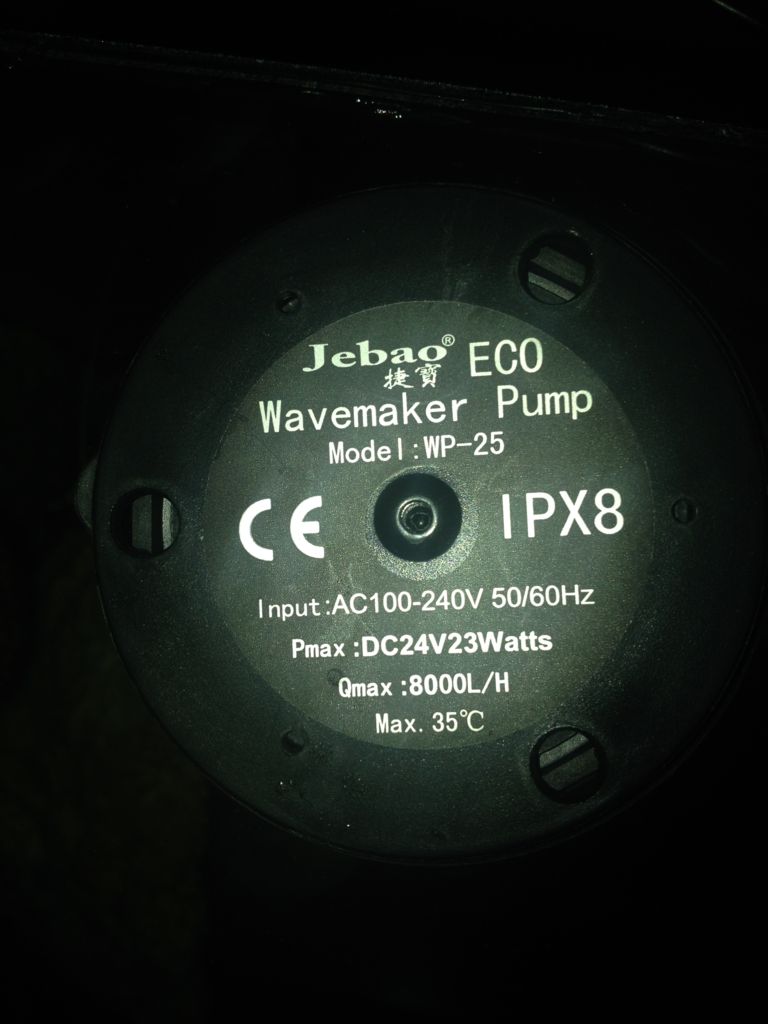 Jebao® ECO
捷寶
Wavemaker Pump
Model:WP-25
CE IPX8
Input:AC100-240V 50/60Hz
Pmax:DC24V23Watts
Qmax:8000L/H
Max. 35℃